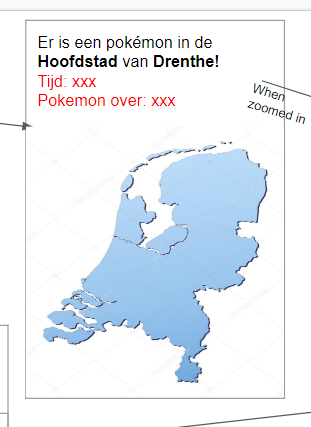 Er is een pokémon in de
Hoofdstad van Drenthe!
Tijd: xxx
Pokemon over: xxx
When
zoomed in